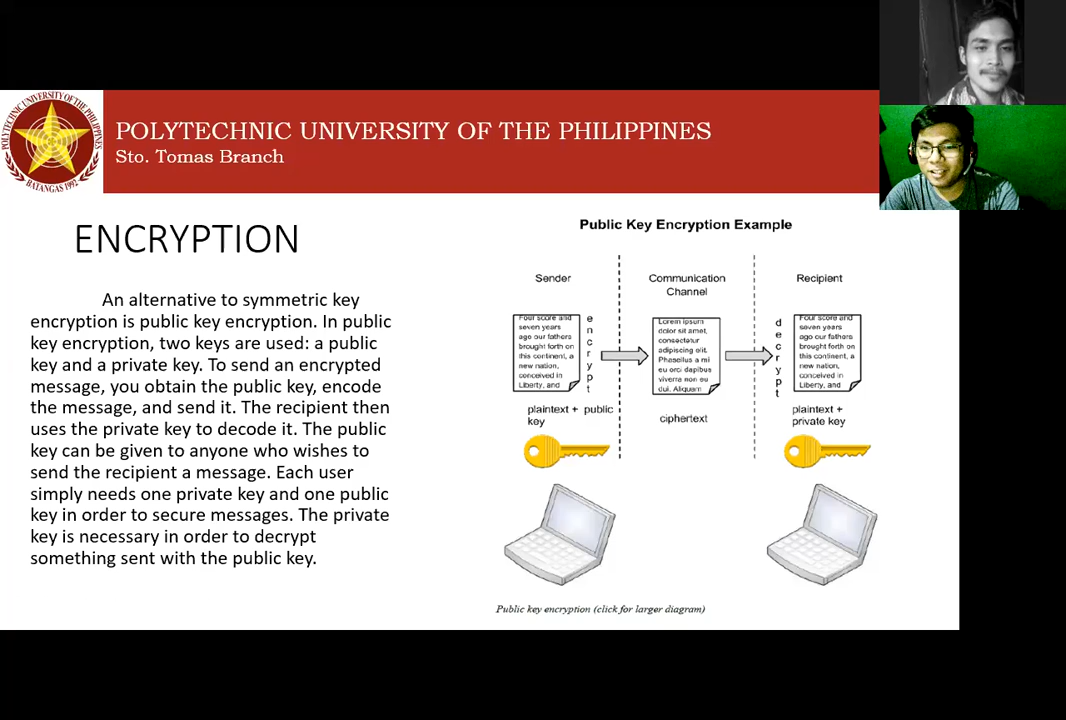 POLYTECHNIC UNIVERSITY OF THE PHILIPPINES
BATANGAS 1992
POLYTECHNIC UNIVERSITY OF THE PHILIPPINES
Sto. Tomas Branch
ENCRYPTION
An alternative to symmetric key
encryption is public key encryption. In public
key encryption, two keys are used: a public
key and a private key. To send an encrypted
message, you obtain the public key, encode
the message, and send it. The recipient then
uses the private key to decode it. The public
key can be given to anyone who wishes to
send the recipient a message. Each user
simply needs one private key and one public
key in order to secure messages. The private
key is necessary in order to decrypt
something sent with the public key.
Public Key Encryption Example
Sender
Communication
Channel
Recipient
Four score and
seven years
ago our fathers
brought forth on
this continent, a
new nation,
conceived in
Liberty, and
encrypt
Lorem ipsum
dolor sit amet,
consectetur
adipiscing elit.
Phasellus a mi
eu orci dapibus
viverra non eu
dui. Aliquam
decrypt
Four score and
seven years
ago our fathers
brought forth on
this continent, a
new nation,
conceived in
Liberty, and
plaintext + public
key
ciphertext
plaintext +
private key
Public key encryption (click for larger diagram)